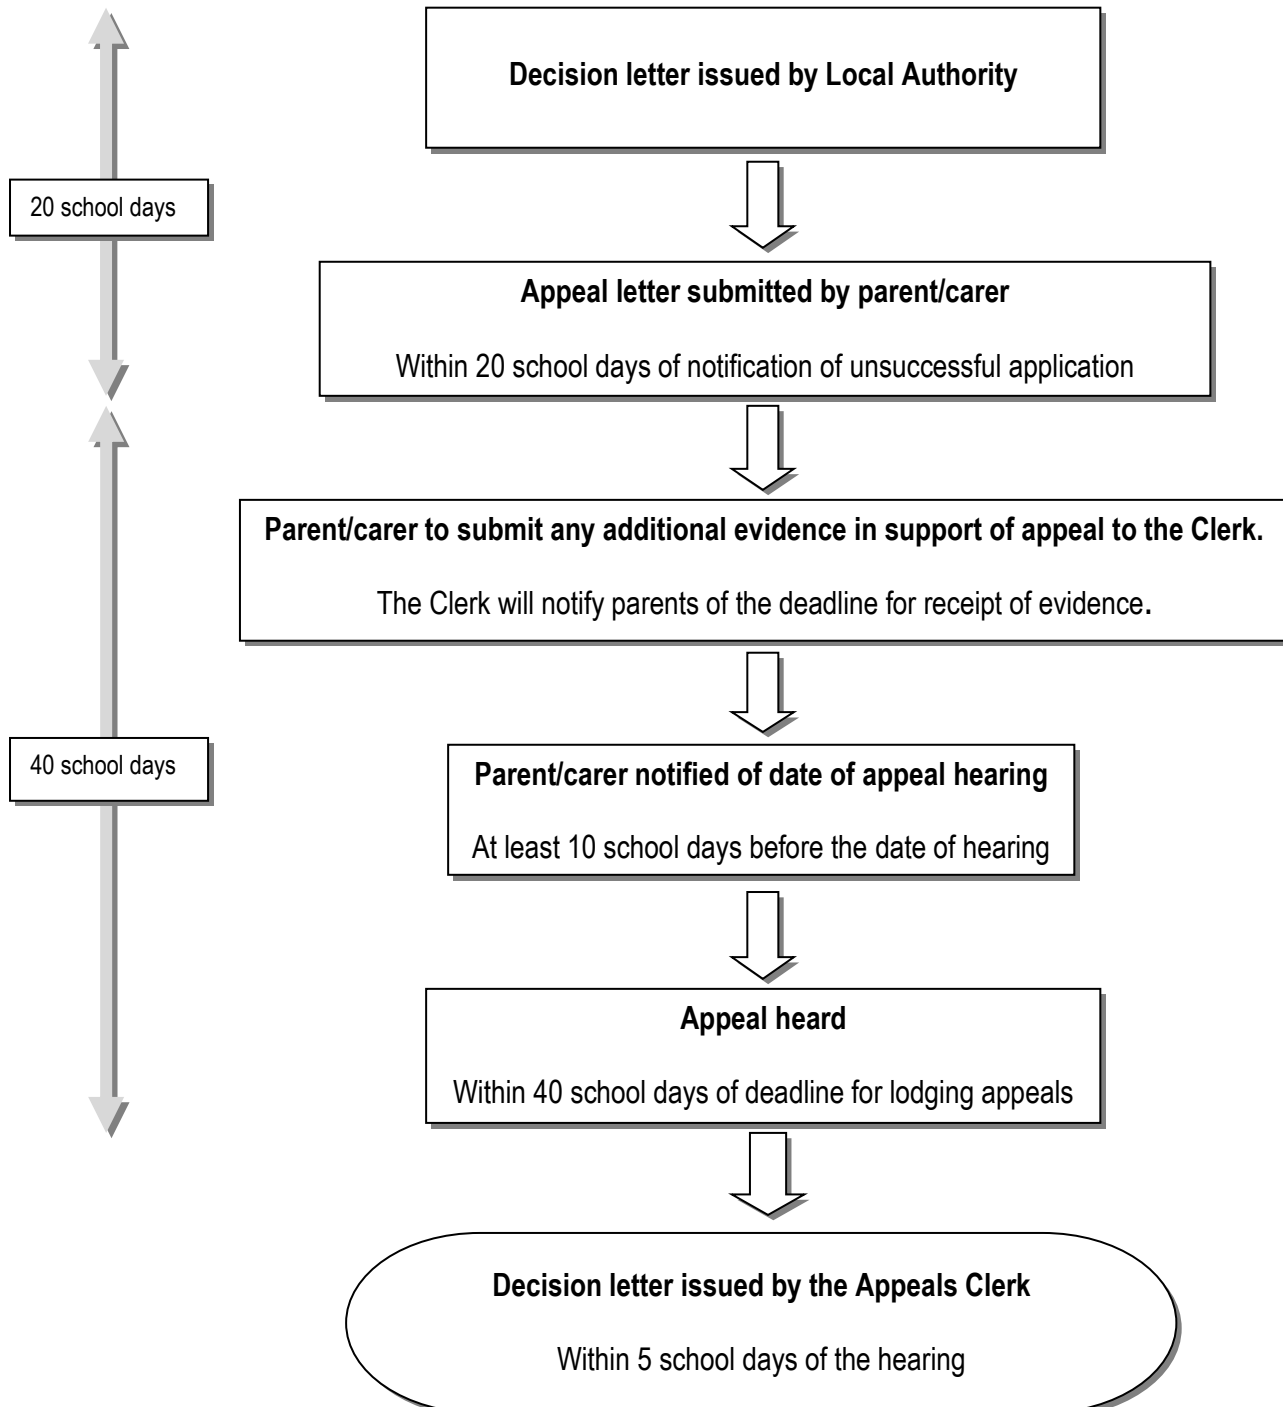 Decision letter issued by Local Authority
20 school days
Appeal letter submitted by parent/carer
Within 20 school days of notification of unsuccessful application
Parent/carer to submit any additional evidence in support of appeal to the Clerk.
The Clerk will notify parents of the deadline for receipt of evidence.
40 school days
Parent/carer notified of date of appeal hearing
At least 10 school days before the date of hearing
Appeal heard
Within 40 school days of deadline for lodging appeals
Decision letter issued by the Appeals Clerk
Within 5 school days of the hearing